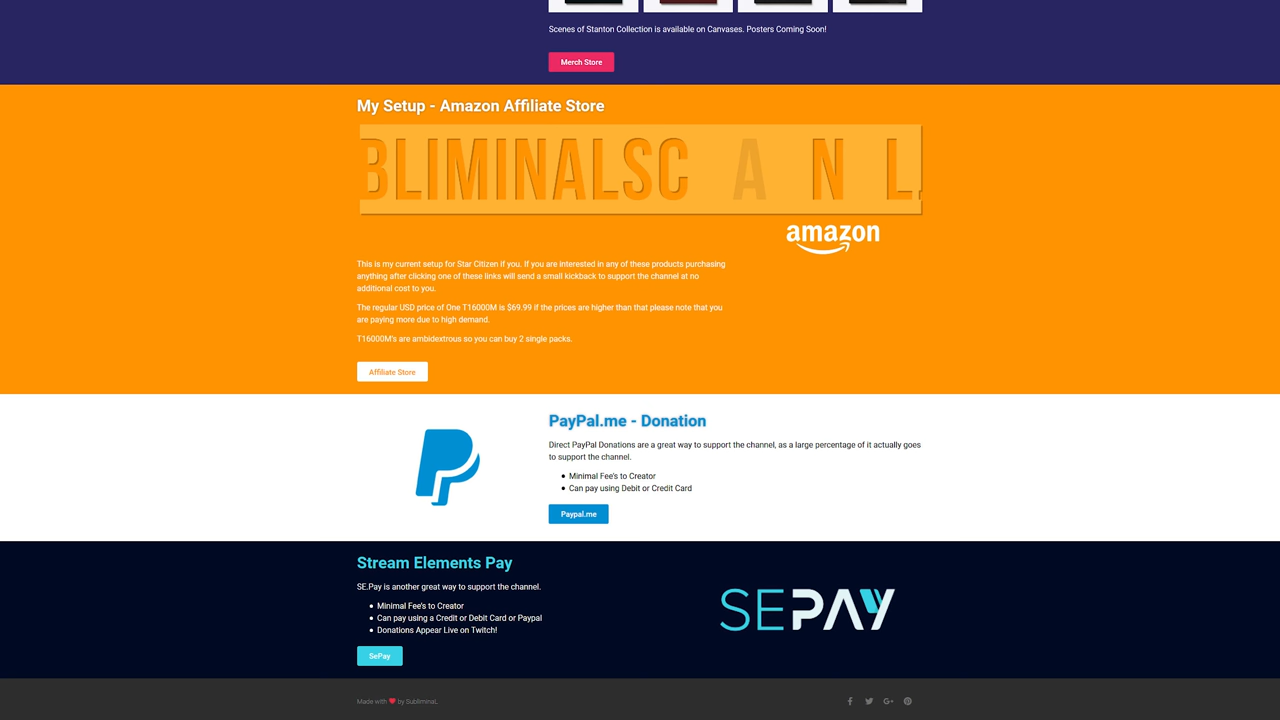 Scenes of Stanton Collection is available on Canvases. Posters Coming Soon!
Merch Store
My Setup - Amazon Affiliate Store
BLIMINALSC A N L
amazon
This is my current setup for Star Citizen if you. If you are interested in any of these products purchasing
anything after clicking one of these links will send a small kickback to support the channel at no
additional cost to you.
The regular USD price of One T16000M is $69.99 if the prices are higher than that please note that you
are paying more due to high demand.
T16000M's are ambidextrous so you can buy 2 single packs.
Affiliate Store
PayPal.me - Donation
Direct PayPal Donations are a great way to support the channel, as a large percentage of it actually goes
to support the channel.
Minimal Fee's to Creator
Can pay using Debit or Credit Card
Paypal.me
Stream Elements Pay
SE.Pay is another great way to support the channel.
Minimal Fee's to Creator
Can pay using a Credit or Debit Card or Paypal
Donations Appear Live on Twitch!
SEPAY
SePay
Made with ❤ by SubliminaL